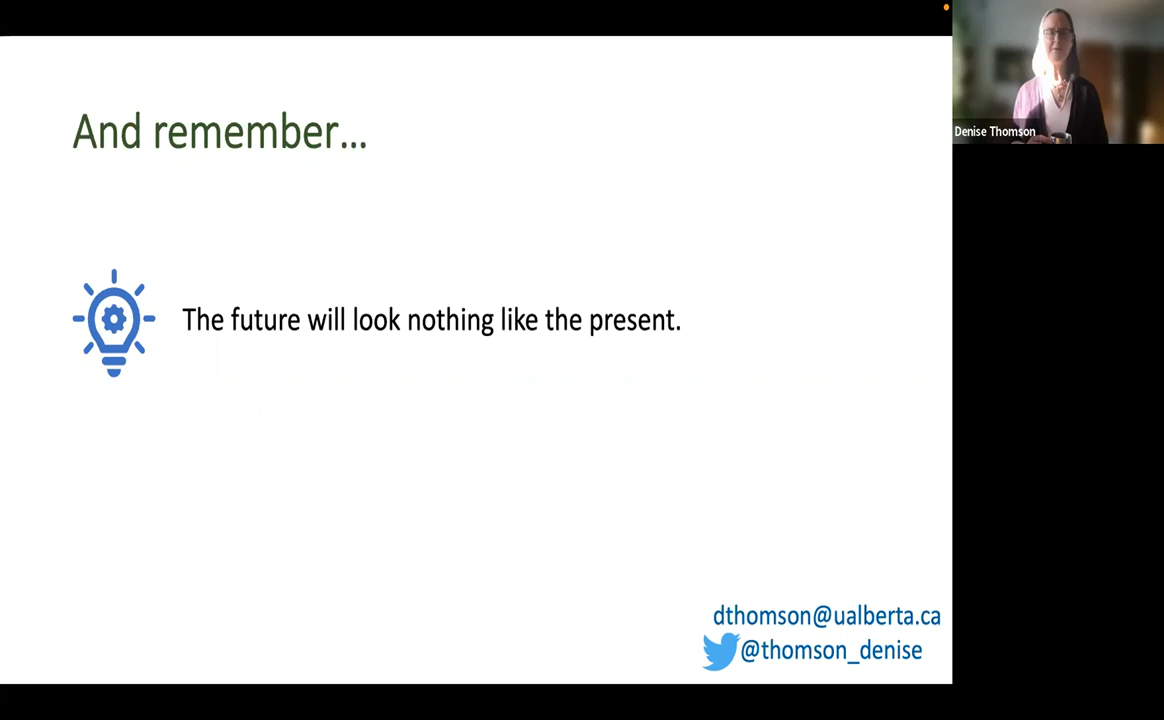 And remember...
The future will look nothing like the present.
dthomson@ualberta.ca
@thomson_denise
Denise Thomson